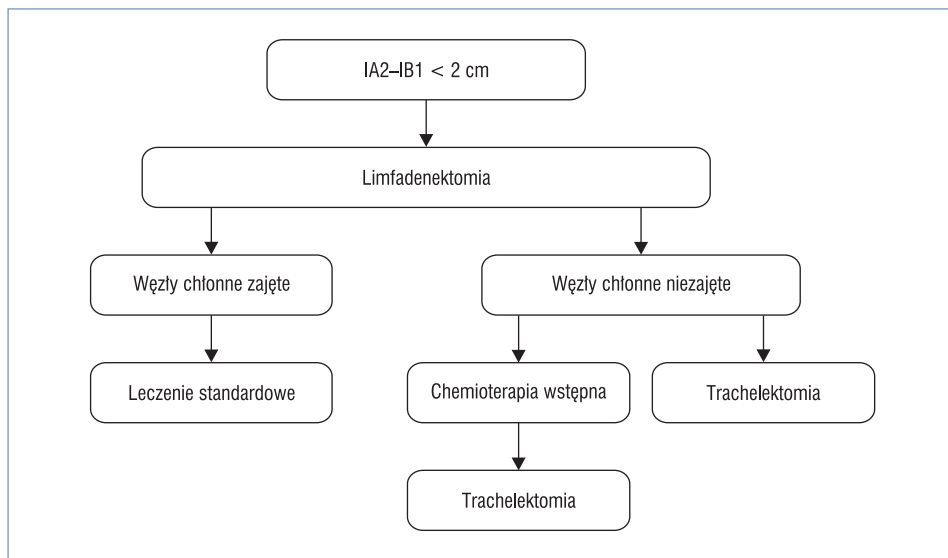 IA2–IB1 < 2 cm
Limfadenektomia
Węzły chłonne zajęte
Węzły chłonne niezajęte
Leczenie standardowe
Chemioterapia wstępna
Trachelektomia
Trachelektomia